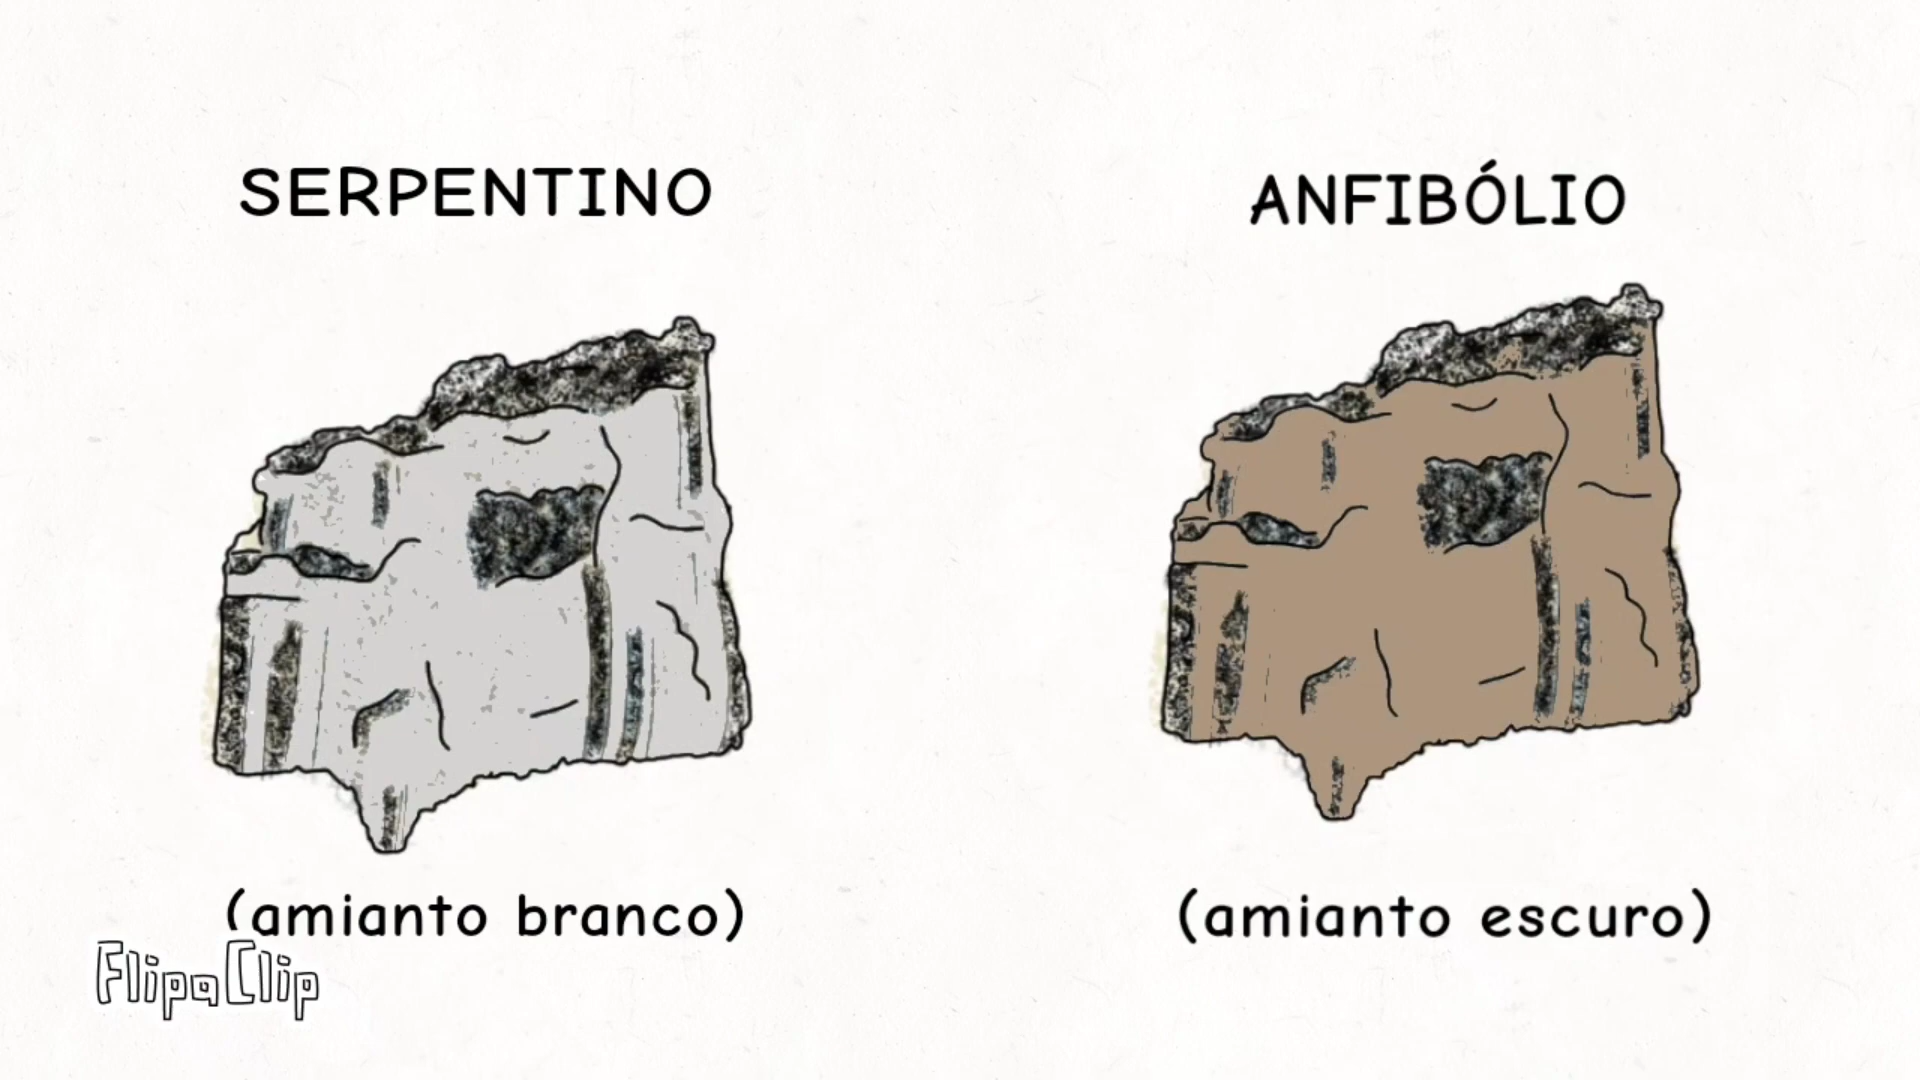 SERPENTINO
ANFIBÓLIO
(amianto branco)
(amianto escuro)
FlipaClip